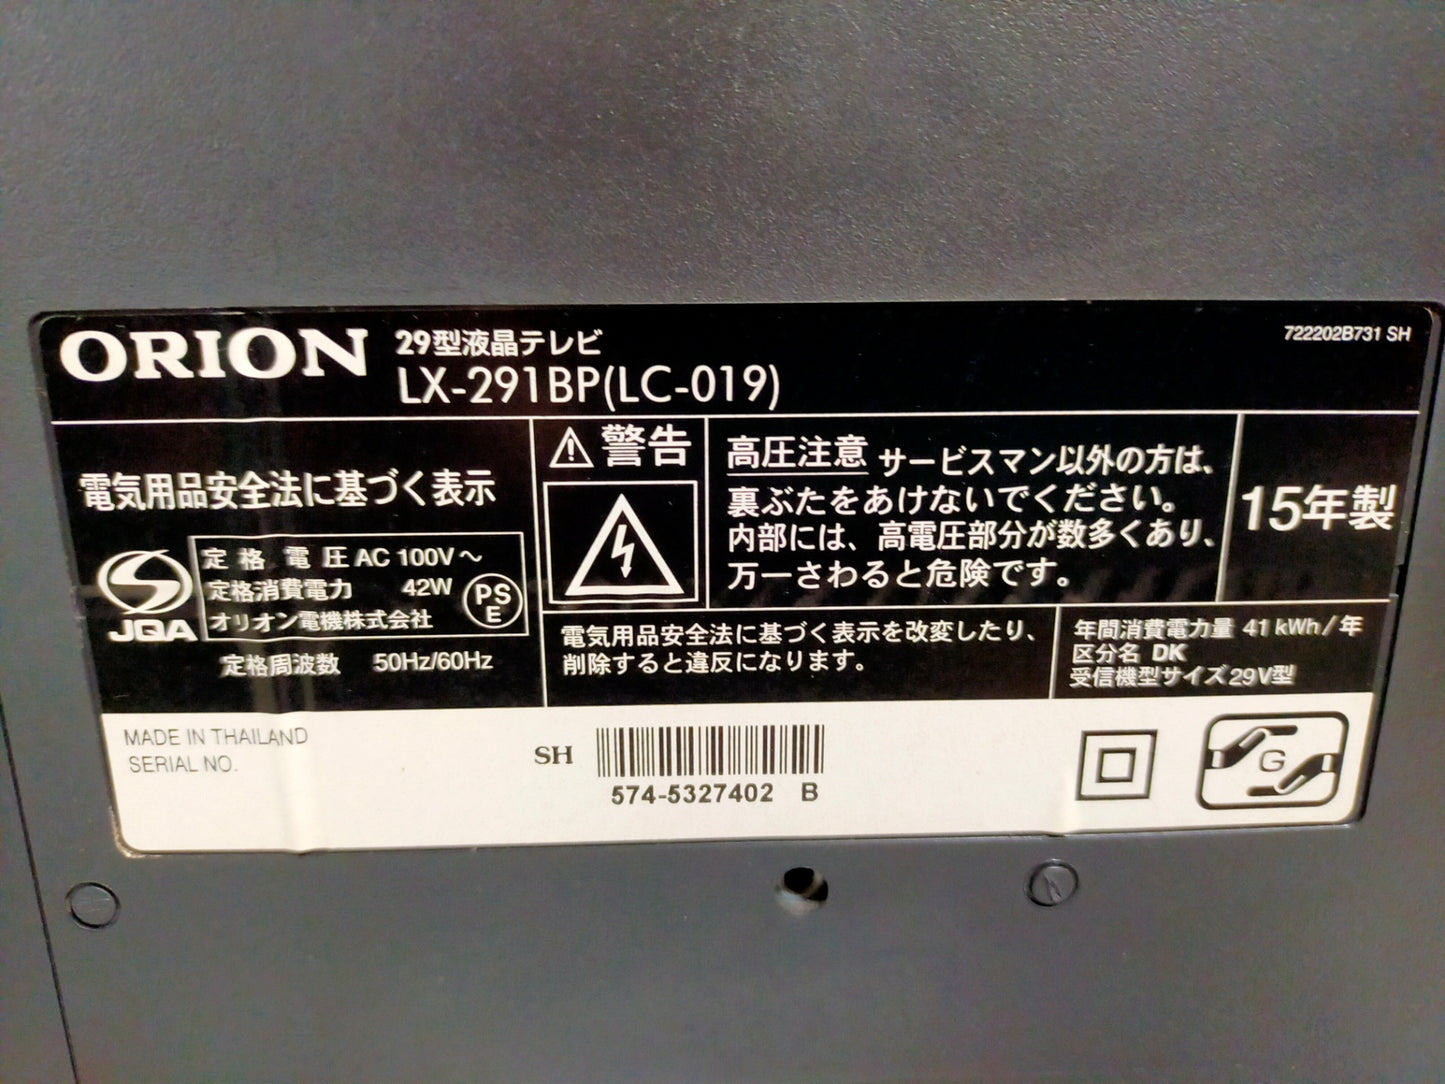 ORION
29型液晶テレビ
LX-291BP(LC-019)
722202B731 SH
電気用品安全法に基づく表示
JQA
定格電圧 AC 100V～
定格消費電力 42W
オリオン電機株式会社
PS
E
定格周波数 50Hz/60Hz
警告
高圧注意 サービスマン以外の方は、
裏ぶたをあけないでください。
内部には、高電圧部分が数多くあり、
万一さわると危険です。
15年製
電気用品安全法に基づく表示を改変したり、
削除すると違反になります。
年間消費電力量 41 kWh/年
区分名 DK
受信機型サイズ 29V型
MADE IN THAILAND
SERIAL NO.
SH
574-5327402 B
G